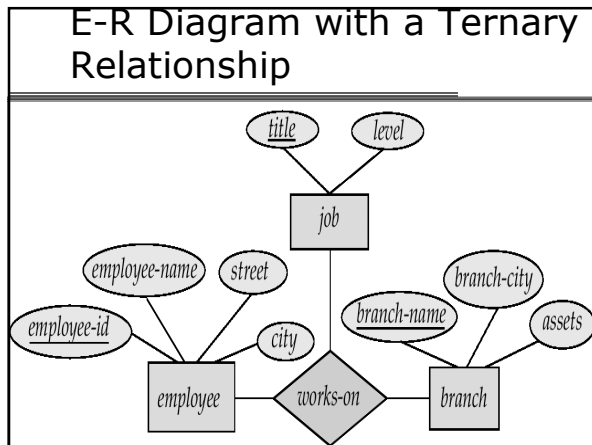 E-R Diagram with a Ternary
Relationship
title
level
job
employee-name
street
branch-city
employee-id
city
branch-name
assets
employee
works-on
branch